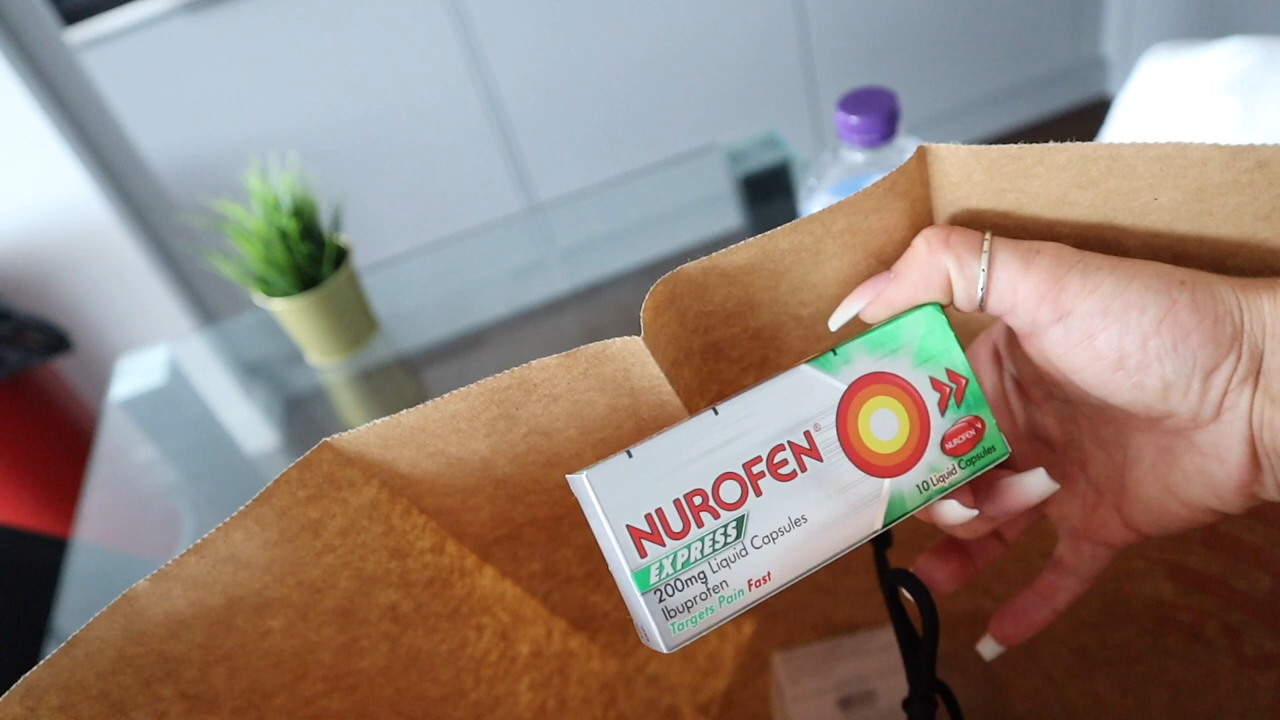 NUROFEN®
EXPRESS
200mg Liquid Capsules
Ibuprofen
Targets Pain Fast
NUROFEN
10 Liquid Capsules